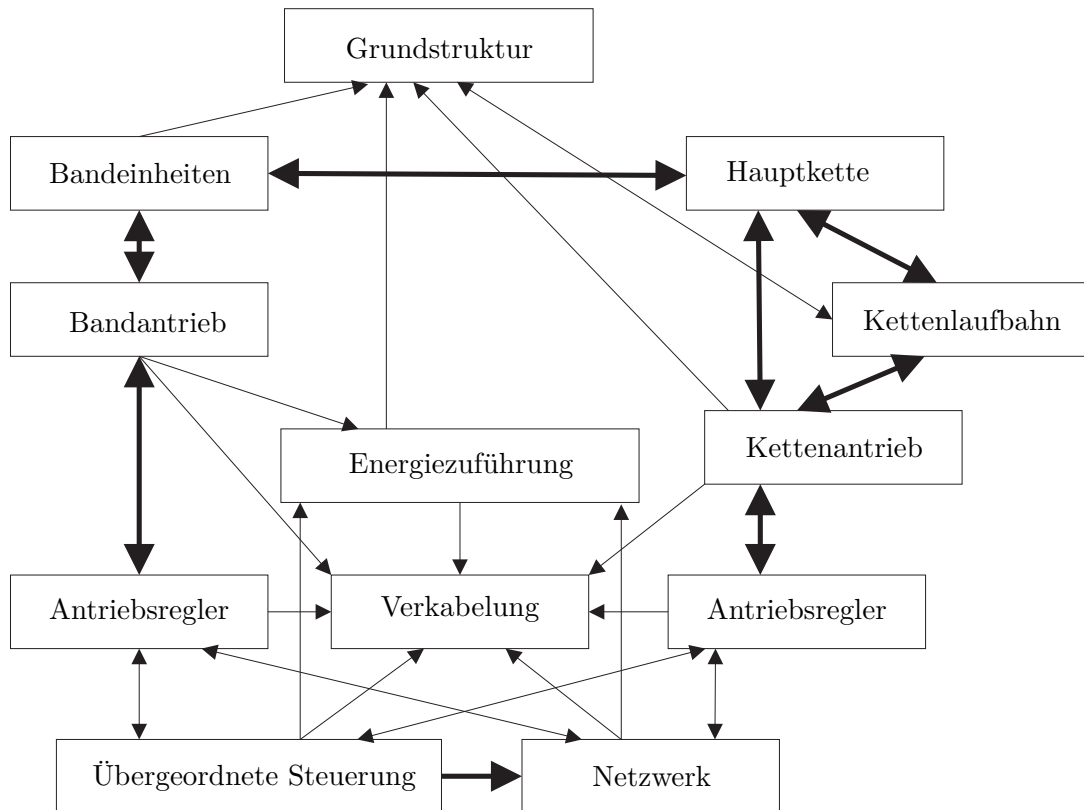 Grundstruktur
Bandeinheiten
Hauptkette
Bandantrieb
Kettenlaufbahn
Energiezuführung
Kettenantrieb
Antriebsregler
Verkabelung
Antriebsregler
Übergeordnete Steuerung
Netzwerk